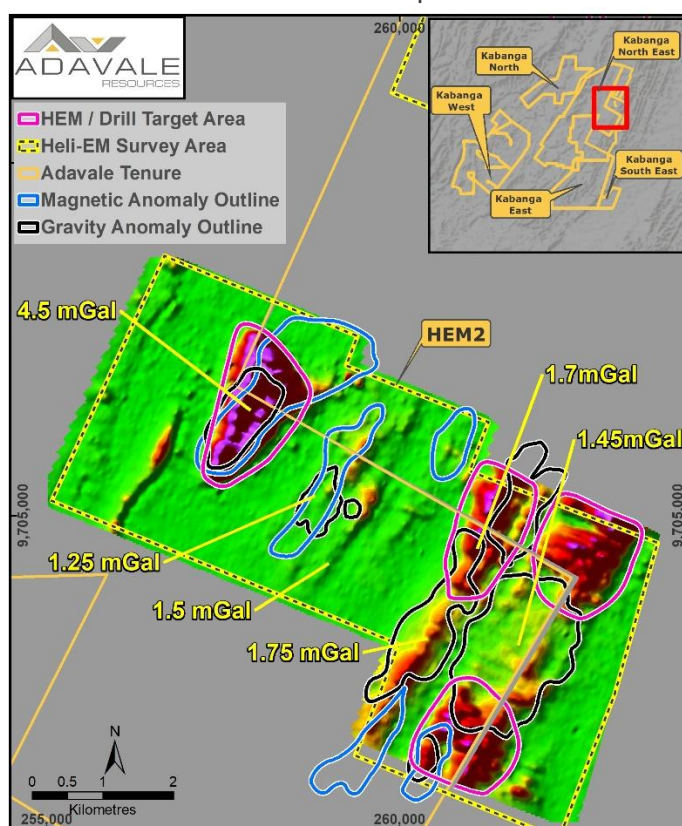 ADAVALE
RESOURCES
260,000
Kabanga
North East
Kabanga
North
Kabanga
West
Kabanga
South East
Kabanga
East
HEM / Drill Target Area
Heli-EM Survey Area
Adavale Tenure
Magnetic Anomaly Outline
Gravity Anomaly Outline
4.5 mGal
HEM2
1.7mGal
1.45mGal
9,705,000
9,705,000
1.25 mGal
1.5 mGal
1.75 mGal
N
0 0.5 1 2
Kilometres
255,000
260,000